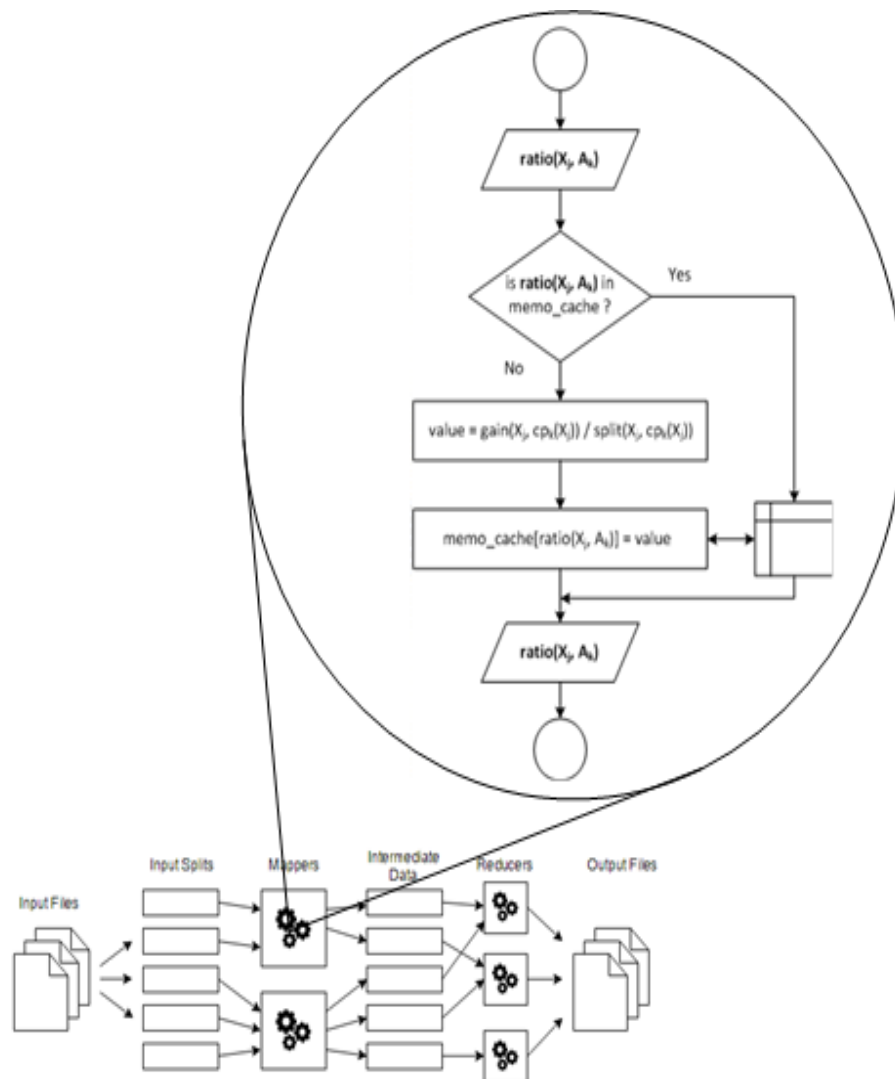 ratio(Xⱼ, Aₖ)
is ratio(Xⱼ, Aₖ) in
memo_cache ?
Yes
No
value = gain(Xⱼ, cpₖ(Xⱼ)) / split(Xⱼ, cpₖ(Xⱼ))
memo_cache[ratio(Xⱼ, Aₖ)] = value
ratio(Xⱼ, Aₖ)
Input Files
Input Splits
Mappers
Intermediate
Data
Reducers
Output Files